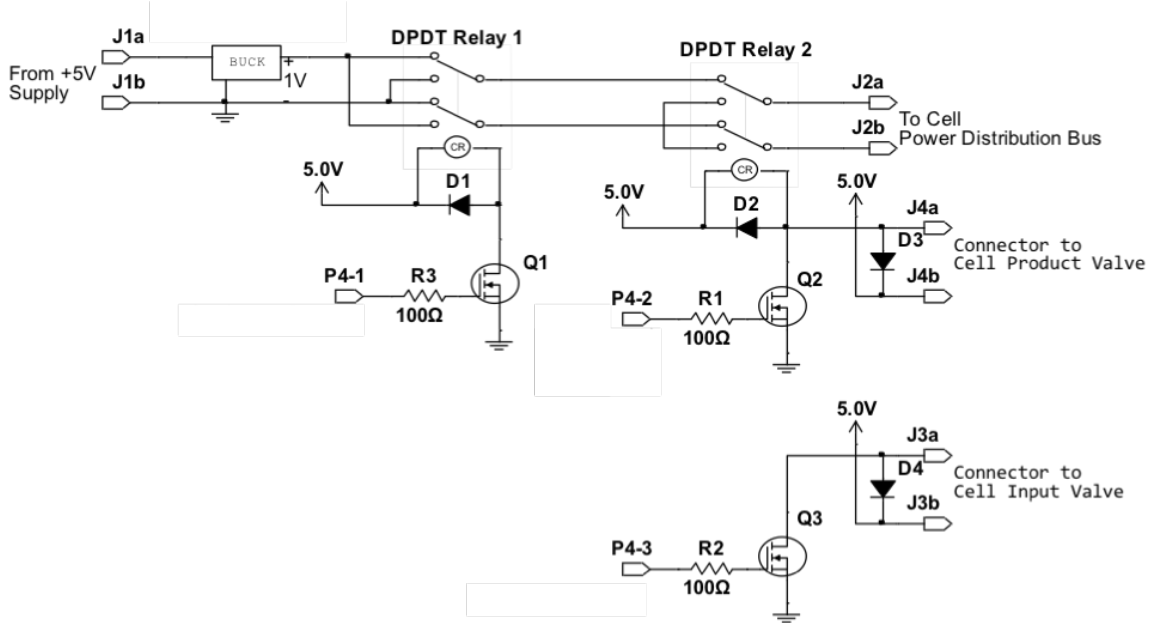 J1a
DPDT Relay 1
DPDT Relay 2
BUCK
+
1V
-
From +5V
Supply
J1b
J2a
To Cell
Power Distribution Bus
J2b
CR
CR
5.0V
D1
5.0V
D2
5.0V
J4a
D3
Connector to
Cell Product Valve
J4b
P4-1
R3
100Ω
Q1
P4-2
R1
100Ω
Q2
5.0V
J3a
D4
Connector to
Cell Input Valve
J3b
P4-3
R2
100Ω
Q3